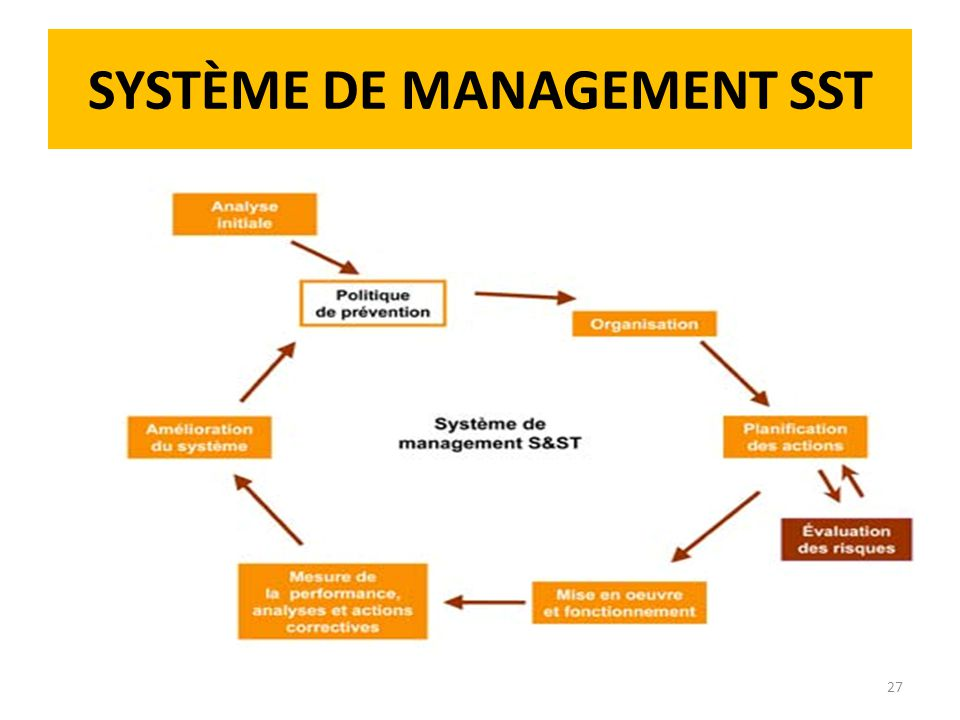 SYSTÈME DE MANAGEMENT SST
Analyse
initiale
Politique
de prévention
Organisation
Amélioration
du système
Système de
management S&ST
Planification
des actions
Évaluation
des risques
Mesure de
la performance,
analyses et actions
correctives
Mise en oeuvre
et fonctionnement
27